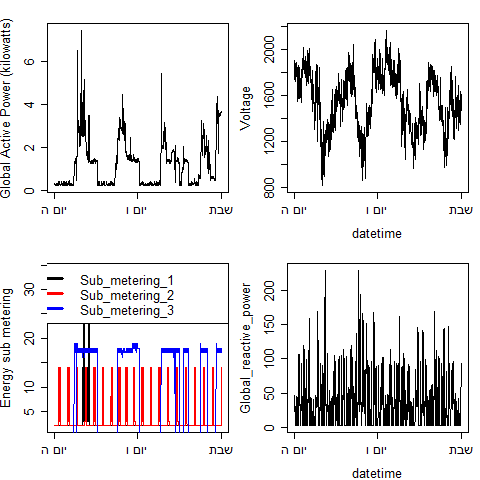 Global Active Power (kilowatts)
0 2 4 6
יום ה יום ו שבת
Voltage
800 1200 1600 2000
יום ה יום ו שבת
datetime
Energy sub metering
5 10 20 30
Sub_metering_1
Sub_metering_2
Sub_metering_3
יום ה יום ו שבת
Global_reactive_power
0 50 100 150 200
יום ה יום ו שבת
datetime